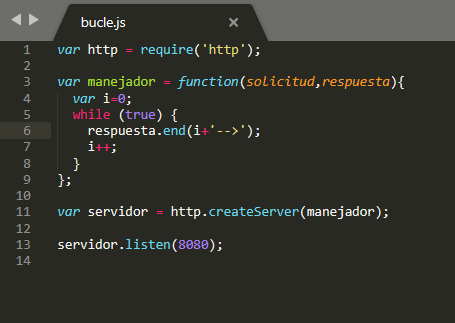 bucle.js
1 var http = require('http');
2
3 var manejador = function(solicitud,respuesta){
4 var i=0;
5 while (true) {
6 respuesta.end(i+'-->');
7 i++;
8 }
9 };
10
11 var servidor = http.createServer(manejador);
12
13 servidor.listen(8080);
14